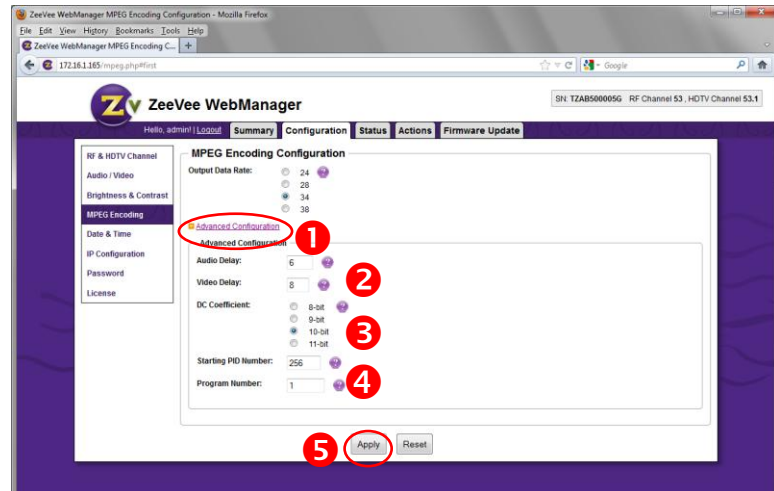 ZeeVee WebManager MPEG Encoding Configuration - Mozilla Firefox
File Edit View History Bookmarks Tools Help
ZeeVee WebManager MPEG Encoding C...
172.16.1.165/mpeg.php#first
Google
Zv ZeeVee WebManager
SN: TZAB500005G RF Channel 53 , HDTV Channel 53.1
Hello, admin! | Logout Summary Configuration Status Actions Firmware Update
RF & HDTV Channel
Audio / Video
Brightness & Contrast
MPEG Encoding
Date & Time
IP Configuration
Password
License
MPEG Encoding Configuration
Output Data Rate: 24 ?
28
34
38
Advanced Configuration
1
Advanced Configuration
Audio Delay: 6 ?
Video Delay: 8 ?
2
DC Coefficient: 8-bit ?
9-bit
10-bit
11-bit
3
Starting PID Number: 256 ?
Program Number: 1 ?
4
5
Apply Reset